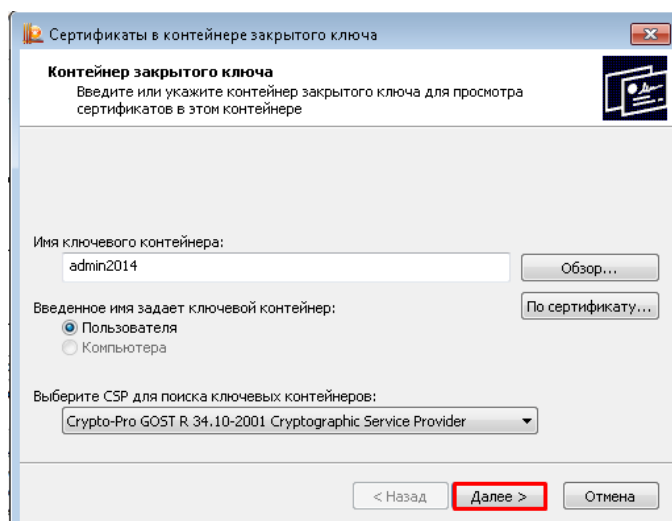 Сертификаты в контейнере закрытого ключа
Контейнер закрытого ключа
Введите или укажите контейнер закрытого ключа для просмотра
сертификатов в этом контейнере
Имя ключевого контейнера:
admin2014
Обзор...
Введенное имя задает ключевой контейнер:
По сертификату...
Пользователя
Компьютера
Выберите CSP для поиска ключевых контейнеров:
Crypto-Pro GOST R 34.10-2001 Cryptographic Service Provider
< Назад
Далее >
Отмена